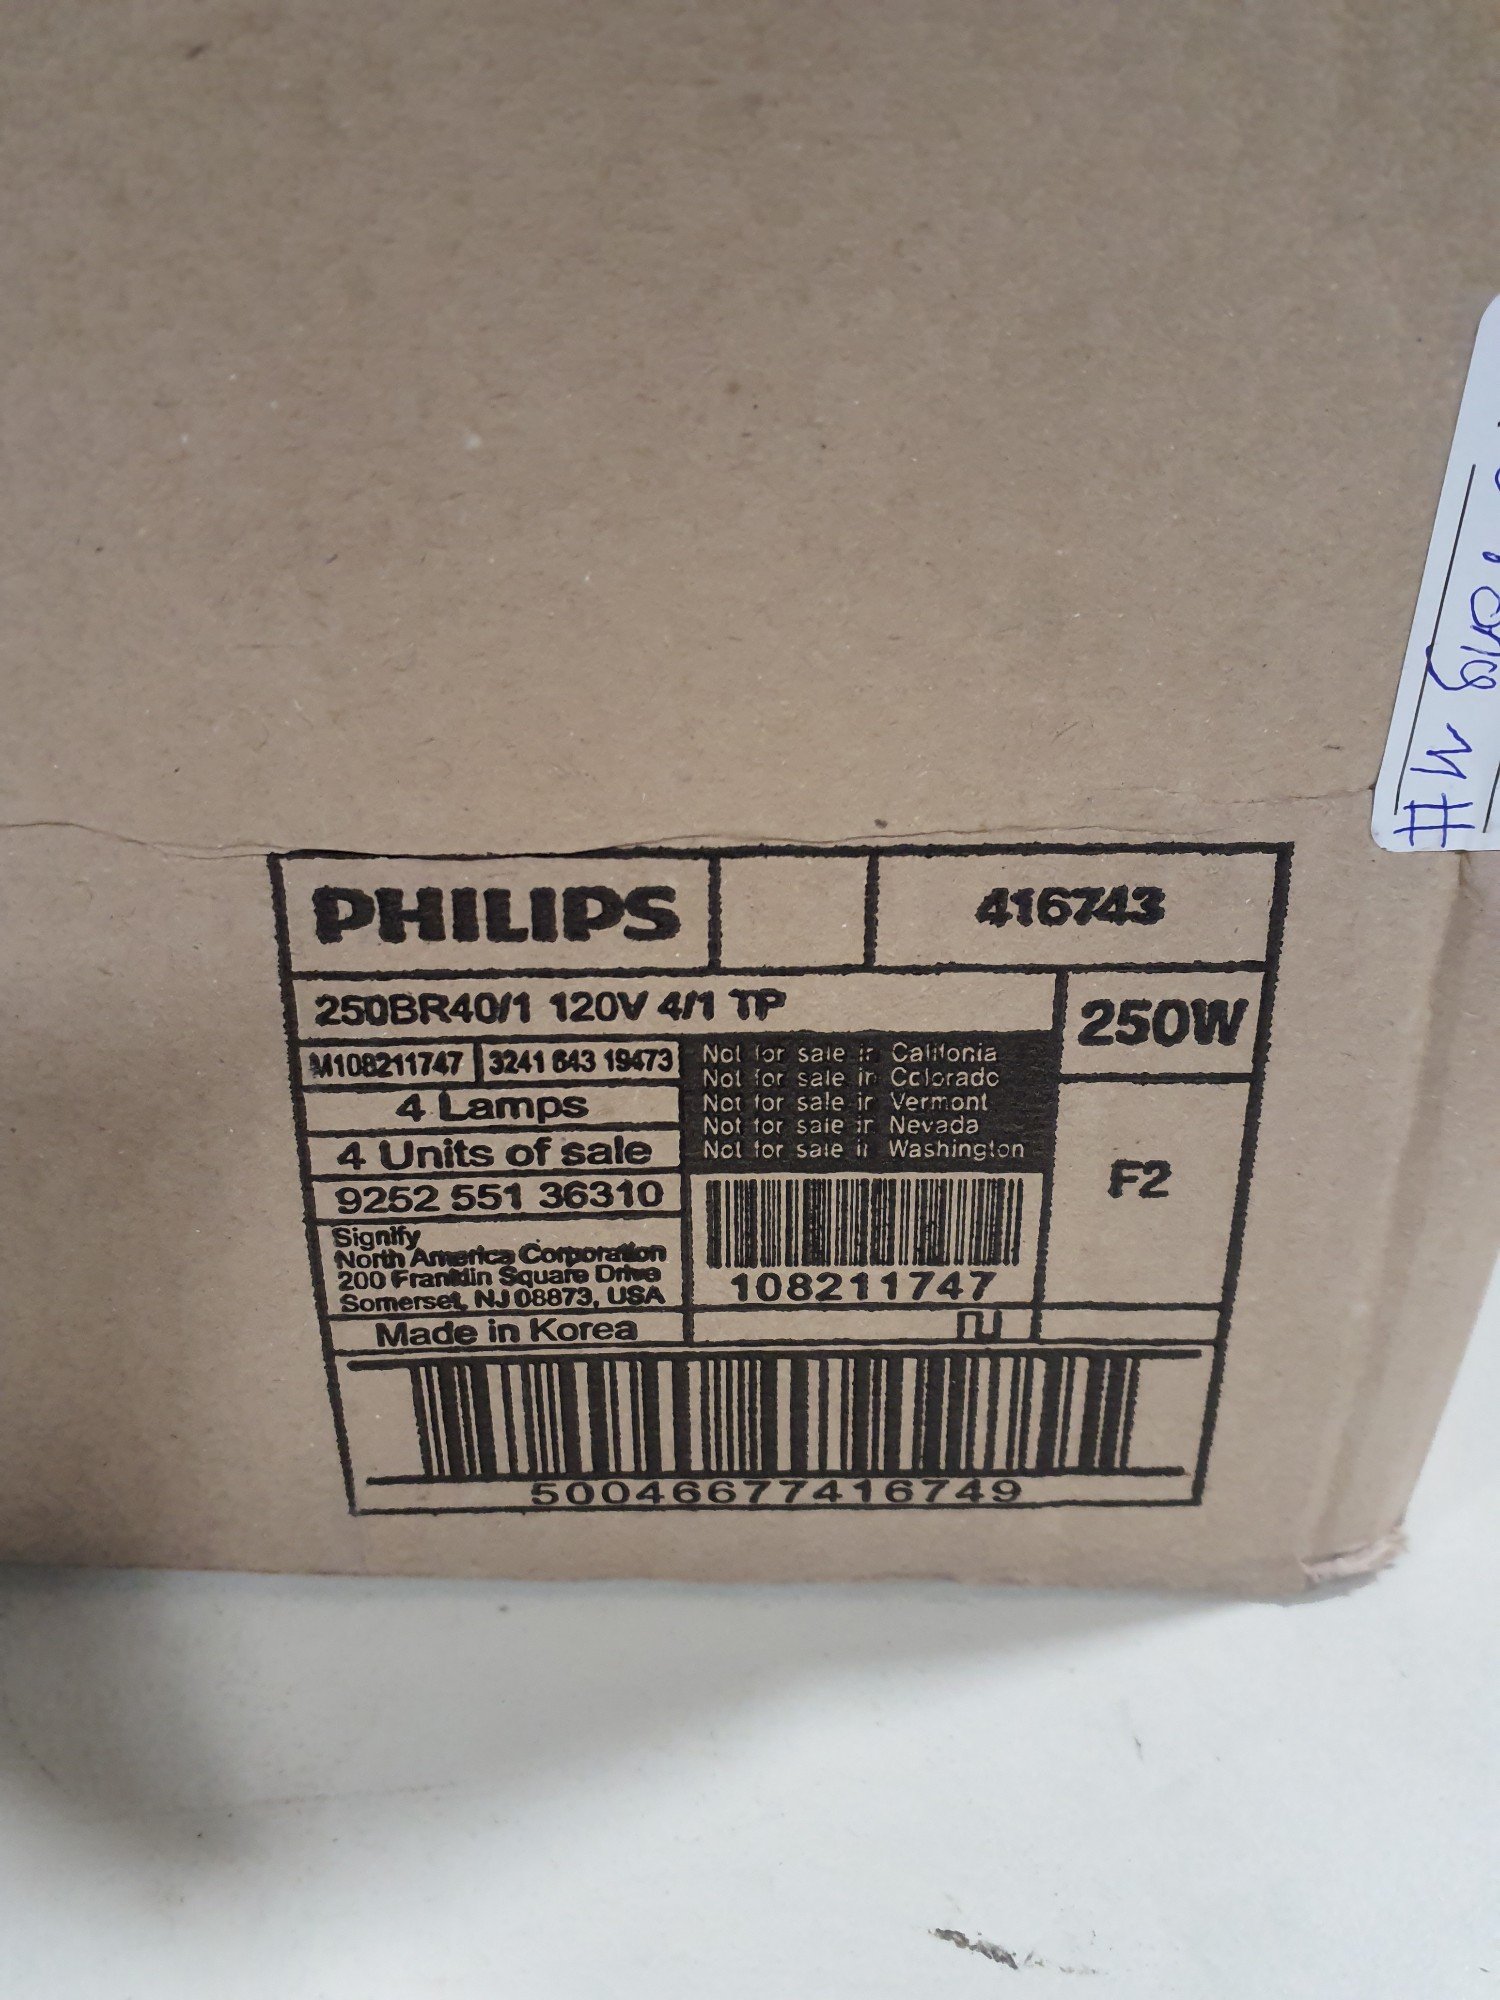 PHILIPS
416743
250BR40/1 120V 4/1 TP
250W
M108211747
3241 643 19473
Not for sale in Califonia
Not for sale in Colorado
Not for sale in Vermont
Not for sale in Nevada
Not for sale in Washington
4 Lamps
4 Units of sale
9252 551 36310
F2
Signify
North America Corporation
200 Franklin Square Drive
Somerset, NJ 08873, USA
108211747
Made in Korea
50046677416749